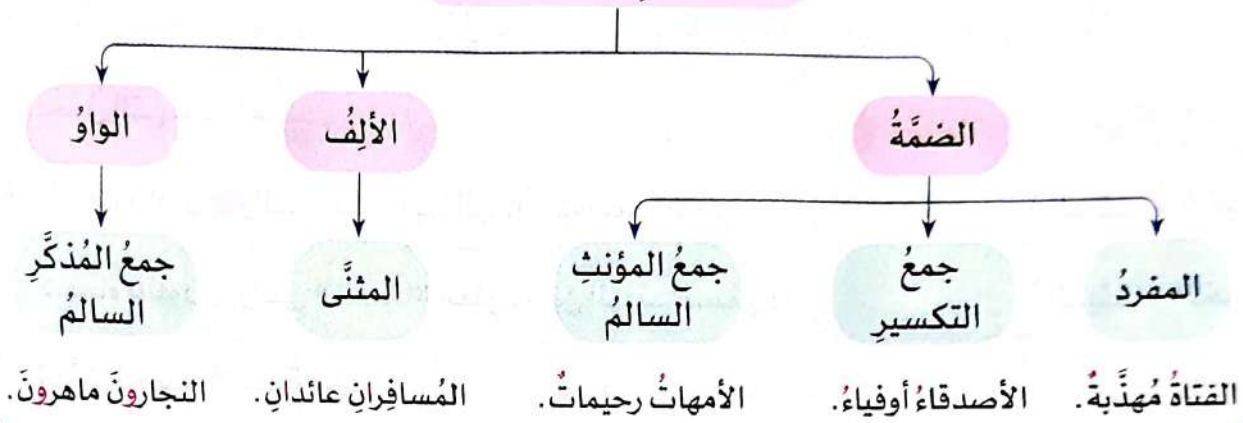 الضمَّةُ
الألِفُ
الواوُ
المفردُ
جمعُ
التكسيرِ
جمعُ المؤنثِ
السالمُ
المثنَّى
جمعُ المُذكَّرِ
السالمُ
الفتاةُ مُهذَّبةٌ.
الأصدقاءُ أوفياءُ.
الأمهاتُ رحيماتٌ.
المُسافِرانِ عائدانِ.
النجارونَ ماهرونَ.